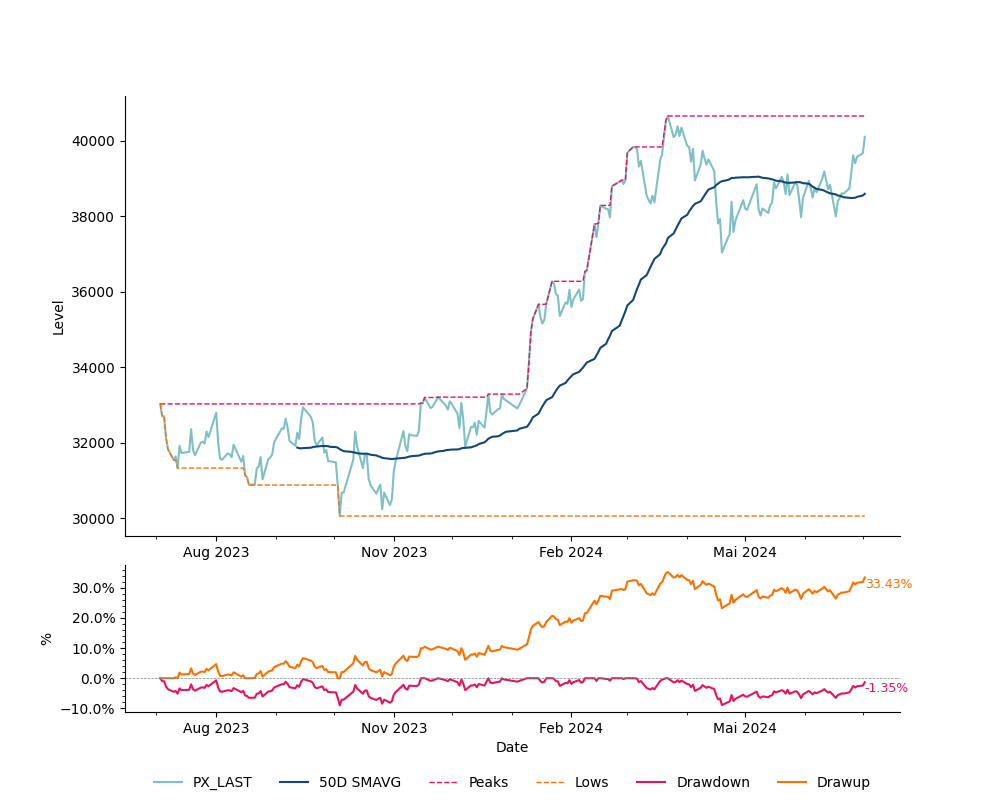 40000
38000
36000
34000
32000
30000
Level
Aug 2023 Nov 2023 Feb 2024 Mai 2024
30.0%
20.0%
10.0%
0.0%
−10.0%
%
33.43%
-1.35%
Aug 2023 Nov 2023 Feb 2024 Mai 2024
Date
PX_LAST 50D SMAVG Peaks Lows Drawdown Drawup